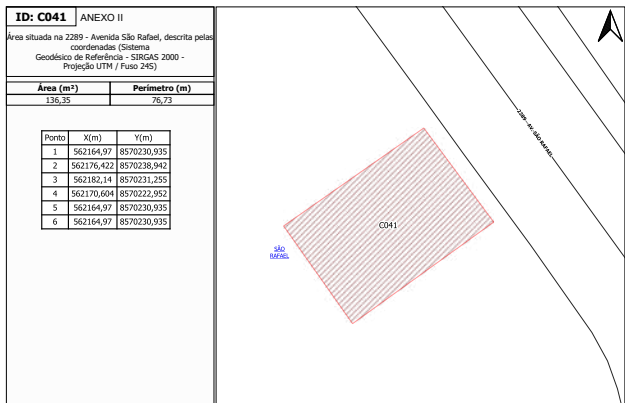 ID: C041 ANEXO II
Área situada na 2289 - Avenida São Rafael, descrita pelas
coordenadas (Sistema
Geodésico de Referência - SIRGAS 2000 -
Projeção UTM / Fuso 24S)
Área (m²) Perímetro (m)
136,35 76,73
Ponto X(m) Y(m)
1 562164,97 8570230,935
2 562176,422 8570238,942
3 562182,14 8570231,255
4 562170,604 8570222,952
5 562164,97 8570230,935
6 562164,97 8570230,935
2289 - AV. SÃO RAFAEL
C041
SÃO
RAFAEL